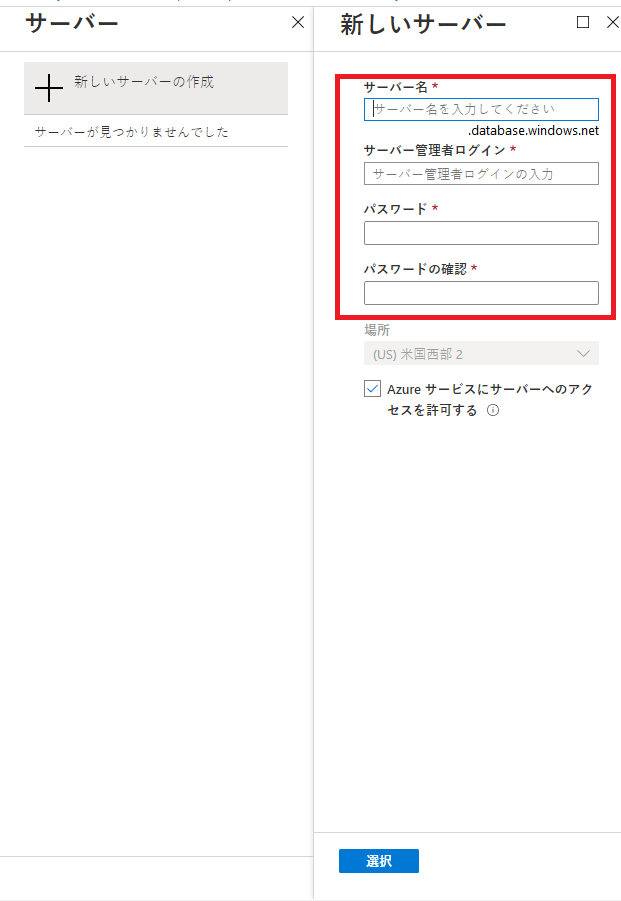 サーバー
新しいサーバーの作成
サーバーが見つかりませんでした
新しいサーバー
サーバー名 *
サーバー名を入力してください
.database.windows.net
サーバー管理者ログイン *
サーバー管理者ログインの入力
パスワード *
パスワードの確認 *
場所
(US) 米国西部 2
Azure サービスにサーバーへのアク
セスを許可する
選択